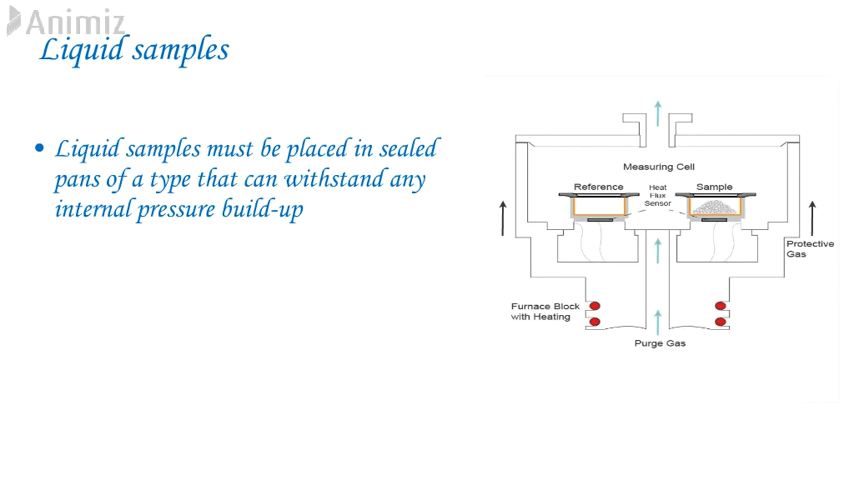 Animiz
Liquid samples
• Liquid samples must be placed in sealed
pans of a type that can withstand any
internal pressure build-up
Measuring Cell
Reference
Heat
Flux
Sensor
Sample
Protective
Gas
Furnace Block
with Heating
Purge Gas